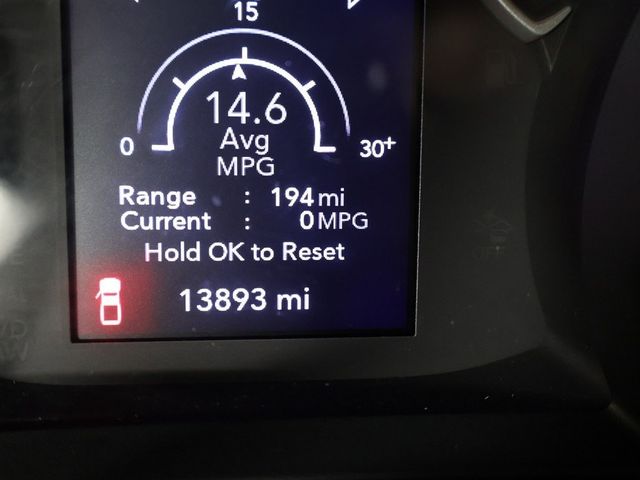 15
14.6
0 Avg 30+
MPG
Range : 194 mi
Current : 0 MPG
Hold OK to Reset
13893 mi
OFF